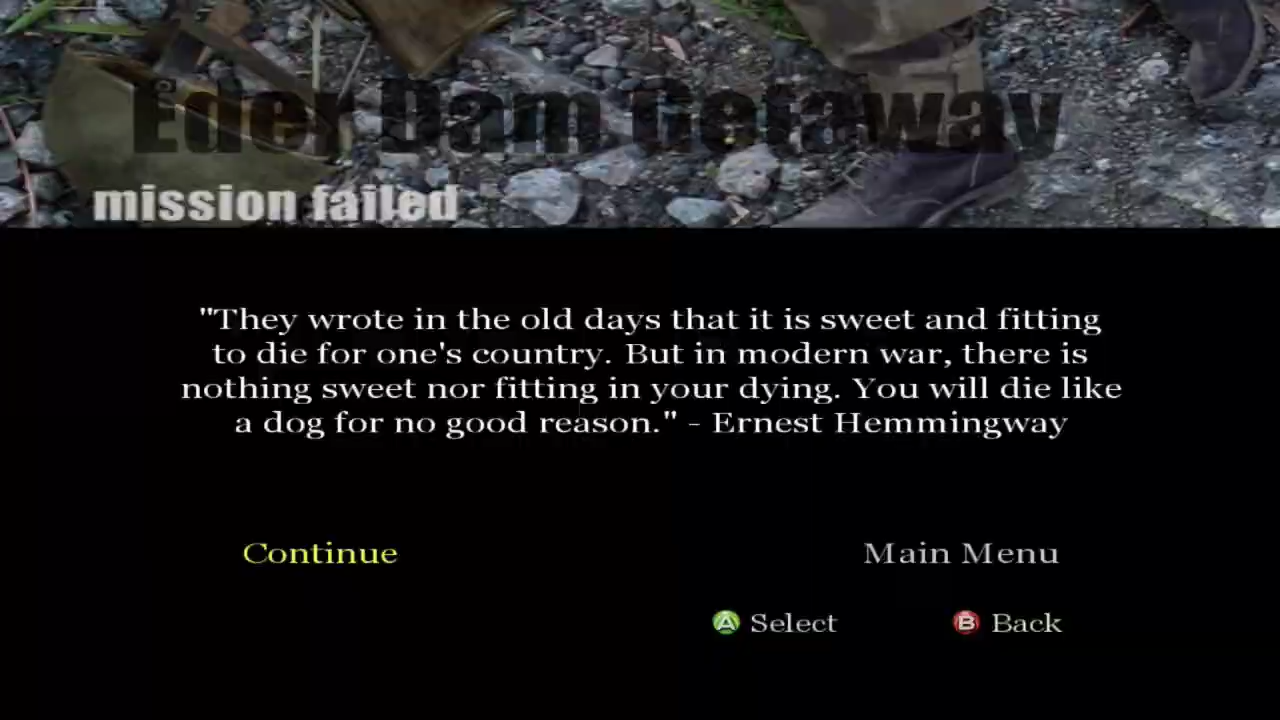 Eder Dam Getaway
mission failed
"They wrote in the old days that it is sweet and fitting
to die for one's country. But in modern war, there is
nothing sweet nor fitting in your dying. You will die like
a dog for no good reason." - Ernest Hemmingway
Continue
Main Menu
A Select
B Back